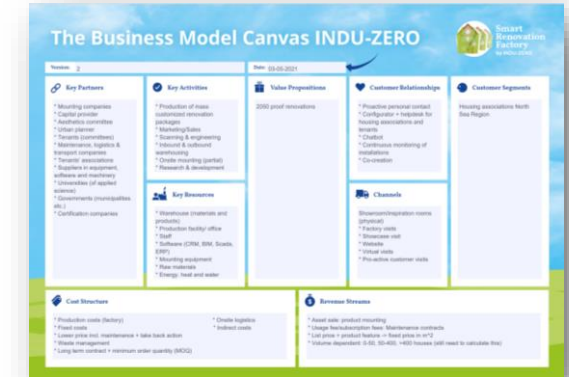 The Business Model Canvas INDU-ZERO
Smart
Renovation
Factory
by INDU-ZERO
Version: 2
Date: 03-05-2021
Key Partners
* Mounting companies
* Capital provider
* Aesthetics committee
* Urban planner
* Tenants (committees)
* Maintenance, logistics &
transport companies
* Tenants' associations
* Suppliers in equipment,
software and machinery
* Universities (of applied
science)
* Governments (municipalities
etc.)
* Certification companies
Key Activities
* Production of mass
customized renovation
packages
* Marketing/Sales
* Scanning & engineering
* Inbound & outbound
warehousing
* Onsite mounting (partial)
* Research & development
Key Resources
* Warehouse (materials and
products)
* Production facility/ office
* Staff
* Software (CRM, BIM, Scada,
ERP)
* Mounting equipment
* Raw materials
* Energy: heat and water
Value Propositions
2050 proof renovations
Customer Relationships
* Proactive personal contact
* Configurator + helpdesk for
housing associations and
tenants
* Chatbot
* Continuous monitoring of
installations
* Co-creation
Channels
Showroom/inspiration rooms
(physical)
* Factory visits
* Showcase visit
* Website
* Virtual visits
* Pro-active customer visits
Customer Segments
Housing associations North
Sea Region
Cost Structure
* Production costs (factory)
* Fixed costs
* Lower price incl. maintenance + take back action
* Waste management
* Long term contract + minimum order quantity (MOQ)
* Onsite logistics
* Indirect costs
Revenue Streams
* Asset sale: product mounting
* Usage fee/subscription fees: Maintenance contracts
* List price + product feature -> fixed price in m^2
* Volume dependant: 0-50, 50-400, >400 houses (still need to calculate this)